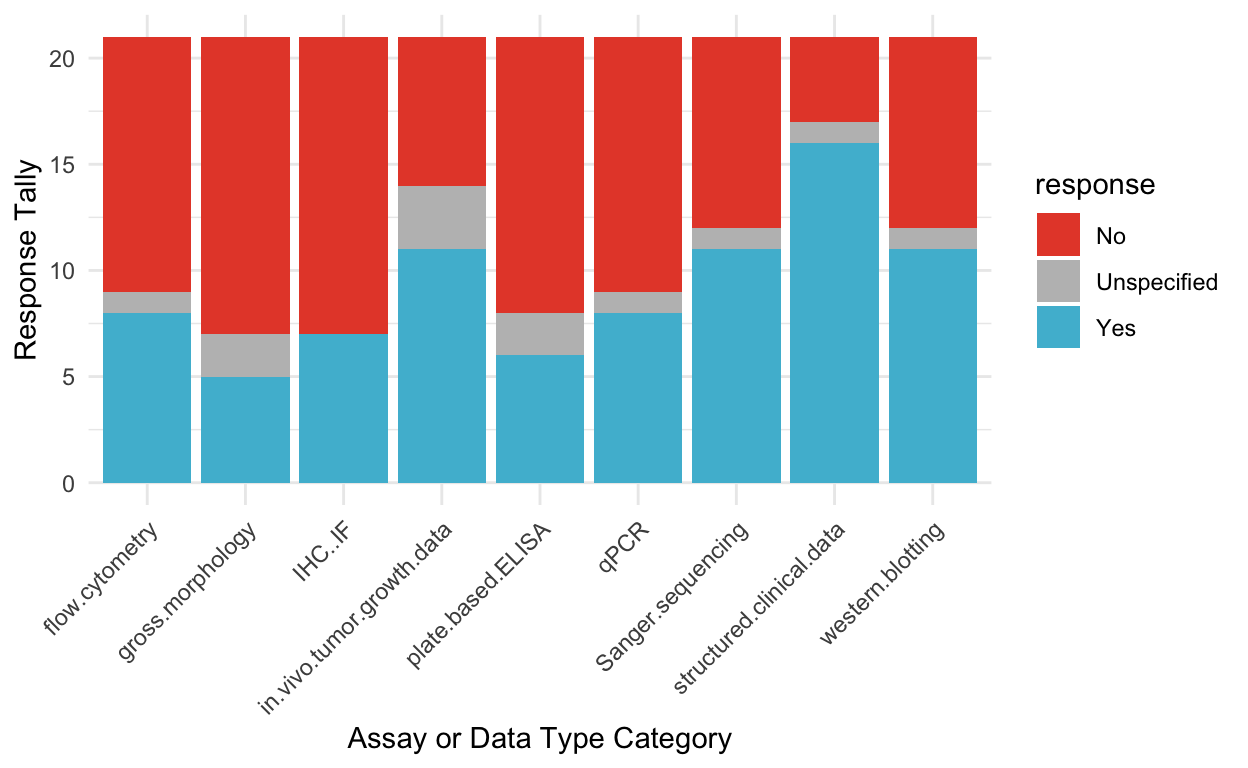 20
15
10
5
0
Response Tally
flow.cytometry
gross.morphology
IHC..IF
in.vivo.tumor.growth.data
plate.based.ELISA
qPCR
Sanger.sequencing
structured.clinical.data
western.blotting
Assay or Data Type Category
response
No
Unspecified
Yes